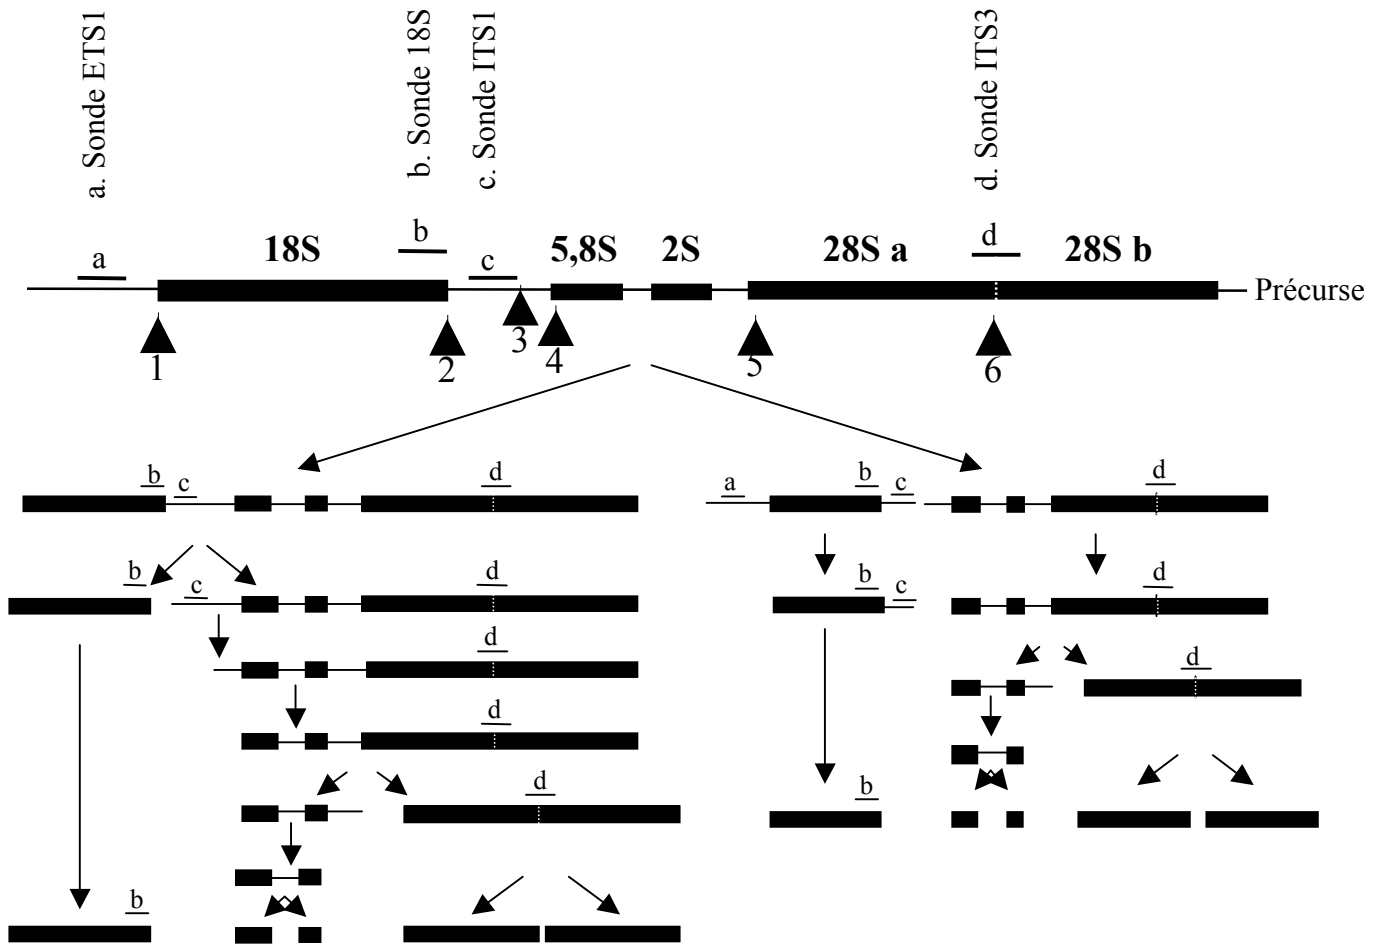 a. Sonde ETS1
b. Sonde 18S
c. Sonde ITS1
d. Sonde ITS3
a
18S
b
c
5,8S
2S
28S a
d
28S b
Précurse
1
2
3
4
5
6
b
c
d
a
b
c
d
b
c
d
b
c
d
d
d
d
d
b
b